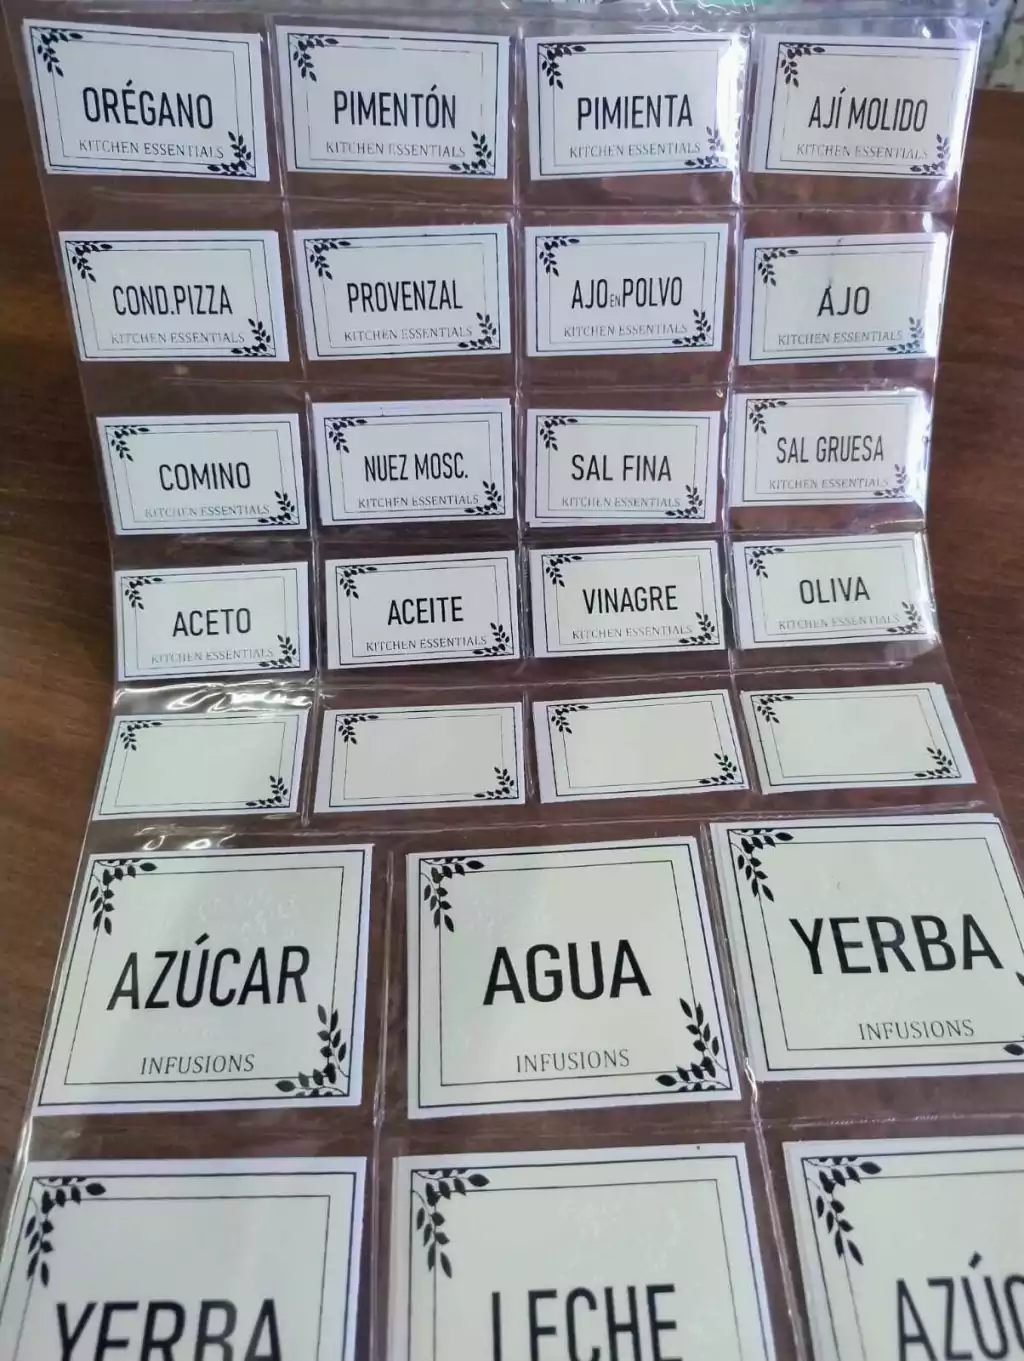 ORÉGANO
KITCHEN ESSENTIALS
PIMENTÓN
KITCHEN ESSENTIALS
PIMIENTA
KITCHEN ESSENTIALS
AJÍ MOLIDO
KITCHEN ESSENTIALS
COND.PIZZA
KITCHEN ESSENTIALS
PROVENZAL
KITCHEN ESSENTIALS
AJO EN POLVO
KITCHEN ESSENTIALS
AJO
KITCHEN ESSENTIALS
COMINO
KITCHEN ESSENTIALS
NUEZ MOSC.
KITCHEN ESSENTIALS
SAL FINA
KITCHEN ESSENTIALS
SAL GRUESA
KITCHEN ESSENTIALS
ACETO
KITCHEN ESSENTIALS
ACEITE
KITCHEN ESSENTIALS
VINAGRE
KITCHEN ESSENTIALS
OLIVA
KITCHEN ESSENTIALS
AZÚCAR
INFUSIONS
AGUA
INFUSIONS
YERBA
INFUSIONS
YERBA
LECHE
AZÚC